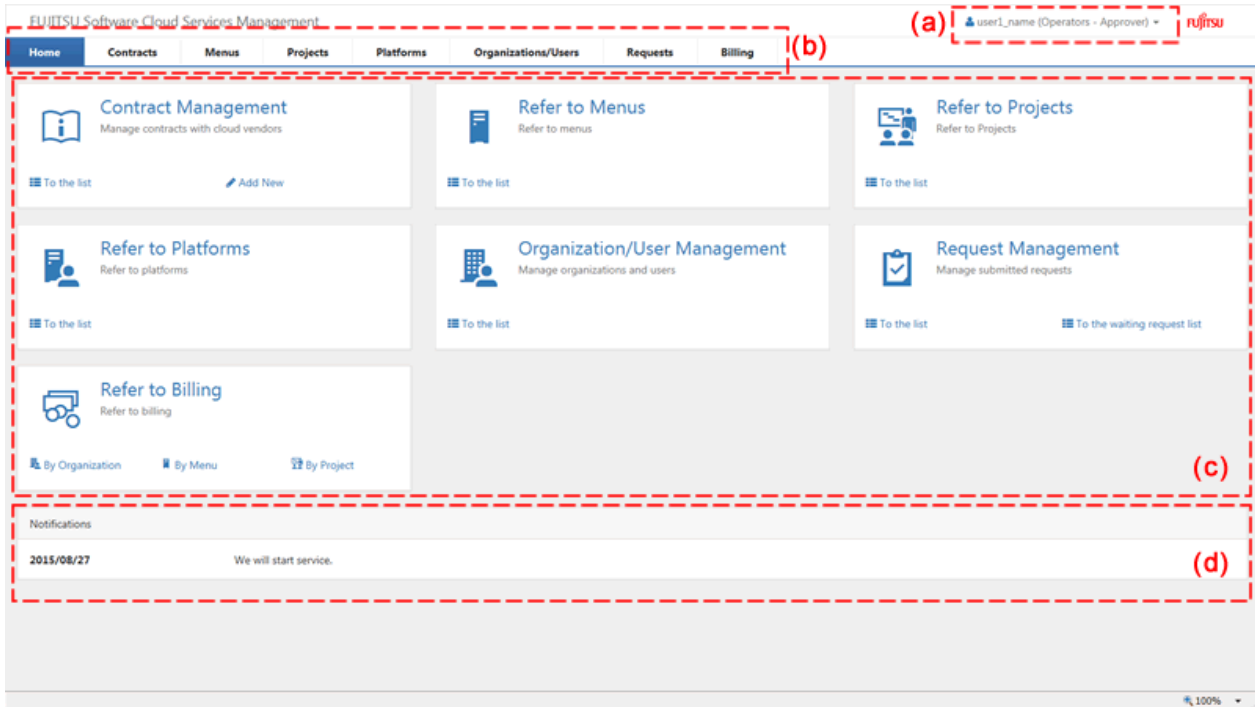 FUJITSU Software Cloud Services Management
(a)
user1_name (Operators - Approver)
FUJITSU
Home Contracts Menus Projects Platforms Organizations/Users Requests Billing
(b)
Contract Management
Manage contracts with cloud vendors
To the list Add New
Refer to Menus
Refer to menus
To the list
Refer to Projects
Refer to Projects
To the list
Refer to Platforms
Refer to platforms
To the list
Organization/User Management
Manage organizations and users
To the list
Request Management
Manage submitted requests
To the list To the waiting request list
Refer to Billing
Refer to billing
By Organization By Menu By Project
(c)
Notifications
2015/08/27 We will start service.
(d)
100%